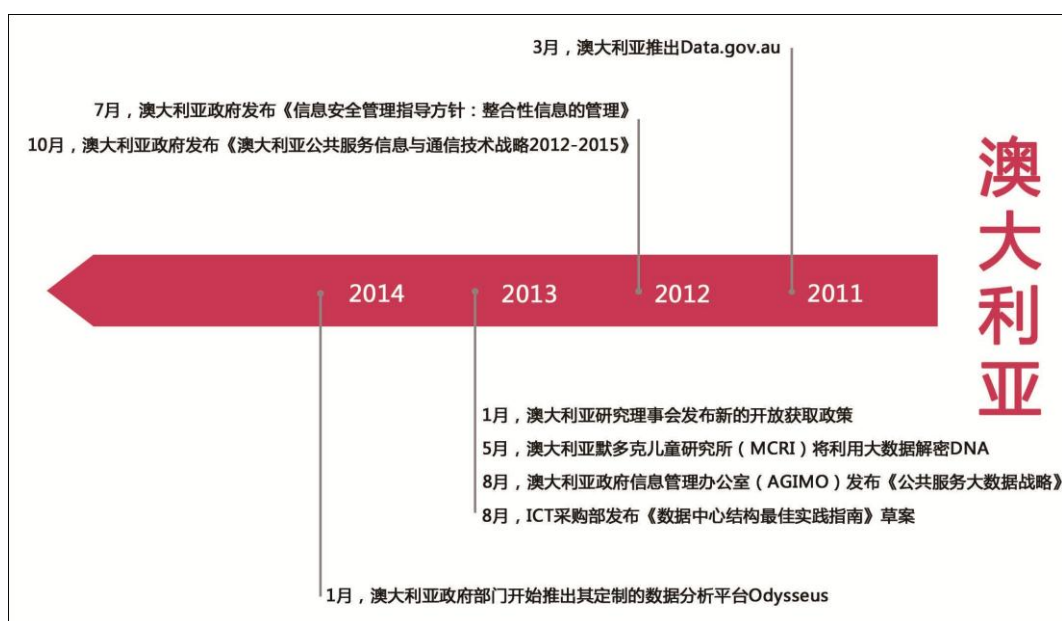 3月，澳大利亚推出Data.gov.au
7月，澳大利亚政府发布《信息安全管理指导方针：整合性信息的管理》
10月，澳大利亚政府发布《澳大利亚公共服务信息与通信技术战略2012-2015》
澳大利亚
2014
2013
2012
2011
1月，澳大利亚研究理事会发布新的开放获取政策
5月，澳大利亚默多克儿童研究所（MCRI）将利用大数据解密DNA
8月，澳大利亚政府信息管理办公室（AGIMO）发布《公共服务大数据战略》
8月，ICT采购部发布《数据中心结构最佳实践指南》草案
1月，澳大利亚政府部门开始推出其定制的数据分析平台Odysseus